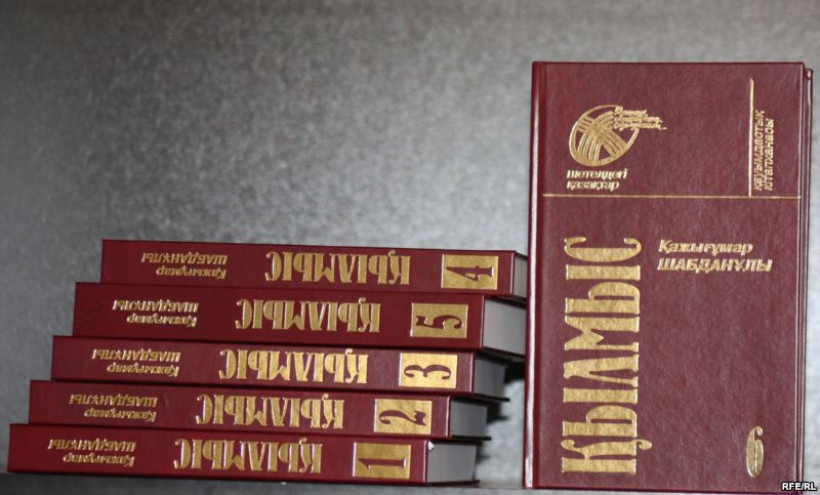 Қажығұмар
ШАБДАНҰЛЫ
ҚЫЛМЫС
4
Қажығұмар
ШАБДАНҰЛЫ
ҚЫЛМЫС
5
Қажығұмар
ШАБДАНҰЛЫ
ҚЫЛМЫС
3
Қажығұмар
ШАБДАНҰЛЫ
ҚЫЛМЫС
2
Қажығұмар
ШАБДАНҰЛЫ
ҚЫЛМЫС
1
шетелдегі
қазақтар
қауымдастық
кітапханасы
Қажығұмар
ШАБДАНҰЛЫ
ҚЫЛМЫС
6
RFE/RL